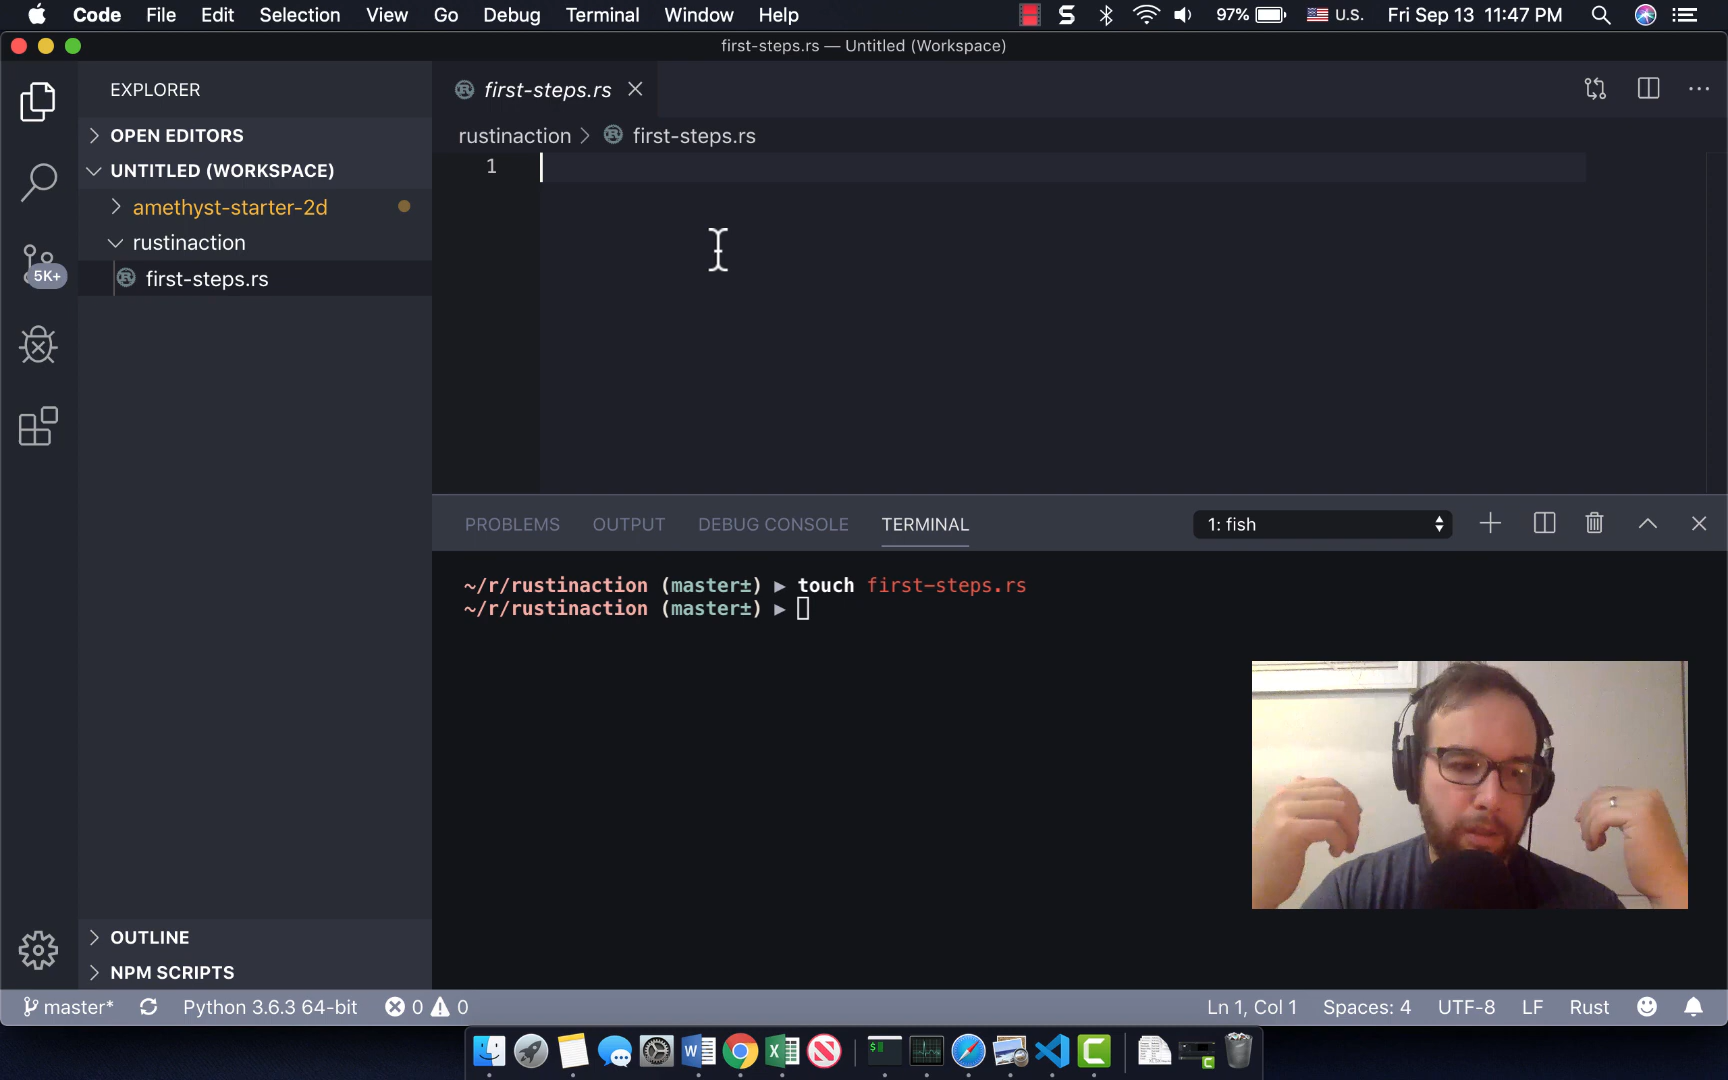 Code File Edit Selection View Go Debug Terminal Window Help S 97% U.S. Fri Sep 13 11:47 PM
first-steps.rs — Untitled (Workspace)
EXPLORER
OPEN EDITORS
UNTITLED (WORKSPACE)
amethyst-starter-2d
rustinaction
first-steps.rs
5K+
OUTLINE
NPM SCRIPTS
first-steps.rs
rustinaction > first-steps.rs
1
PROBLEMS OUTPUT DEBUG CONSOLE TERMINAL 1: fish
~/r/rustinaction (master±) ▶ touch first-steps.rs
~/r/rustinaction (master±) ▶
master* Python 3.6.3 64-bit 0 0 Ln 1, Col 1 Spaces: 4 UTF-8 LF Rust